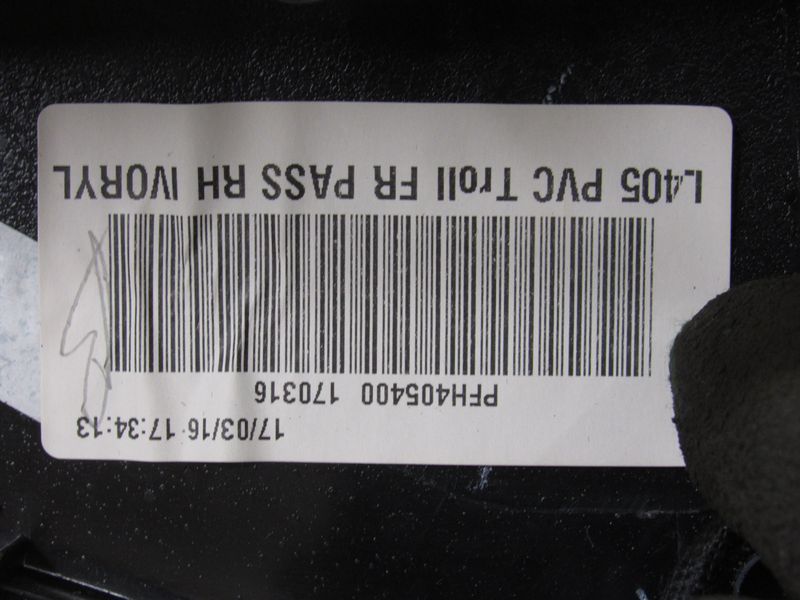 17/03/16 17:34:13
PFH405400 170316
L405 PVC Troll FR PASS RH IVORYL